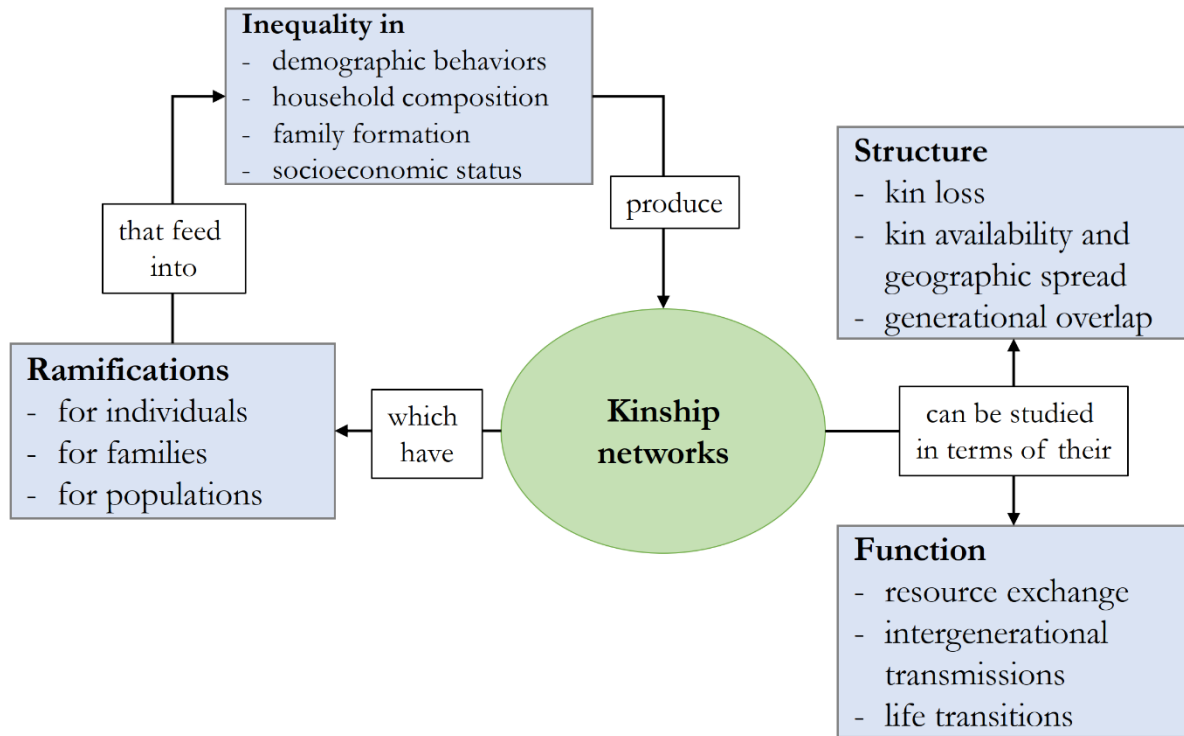 Inequality in
- demographic behaviors
- household composition
- family formation
- socioeconomic status
produce
that feed
into
Structure
- kin loss
- kin availability and
geographic spread
- generational overlap
Ramifications
- for individuals
- for families
- for populations
which
have
Kinship
networks
can be studied
in terms of their
Function
- resource exchange
- intergenerational
transmissions
- life transitions